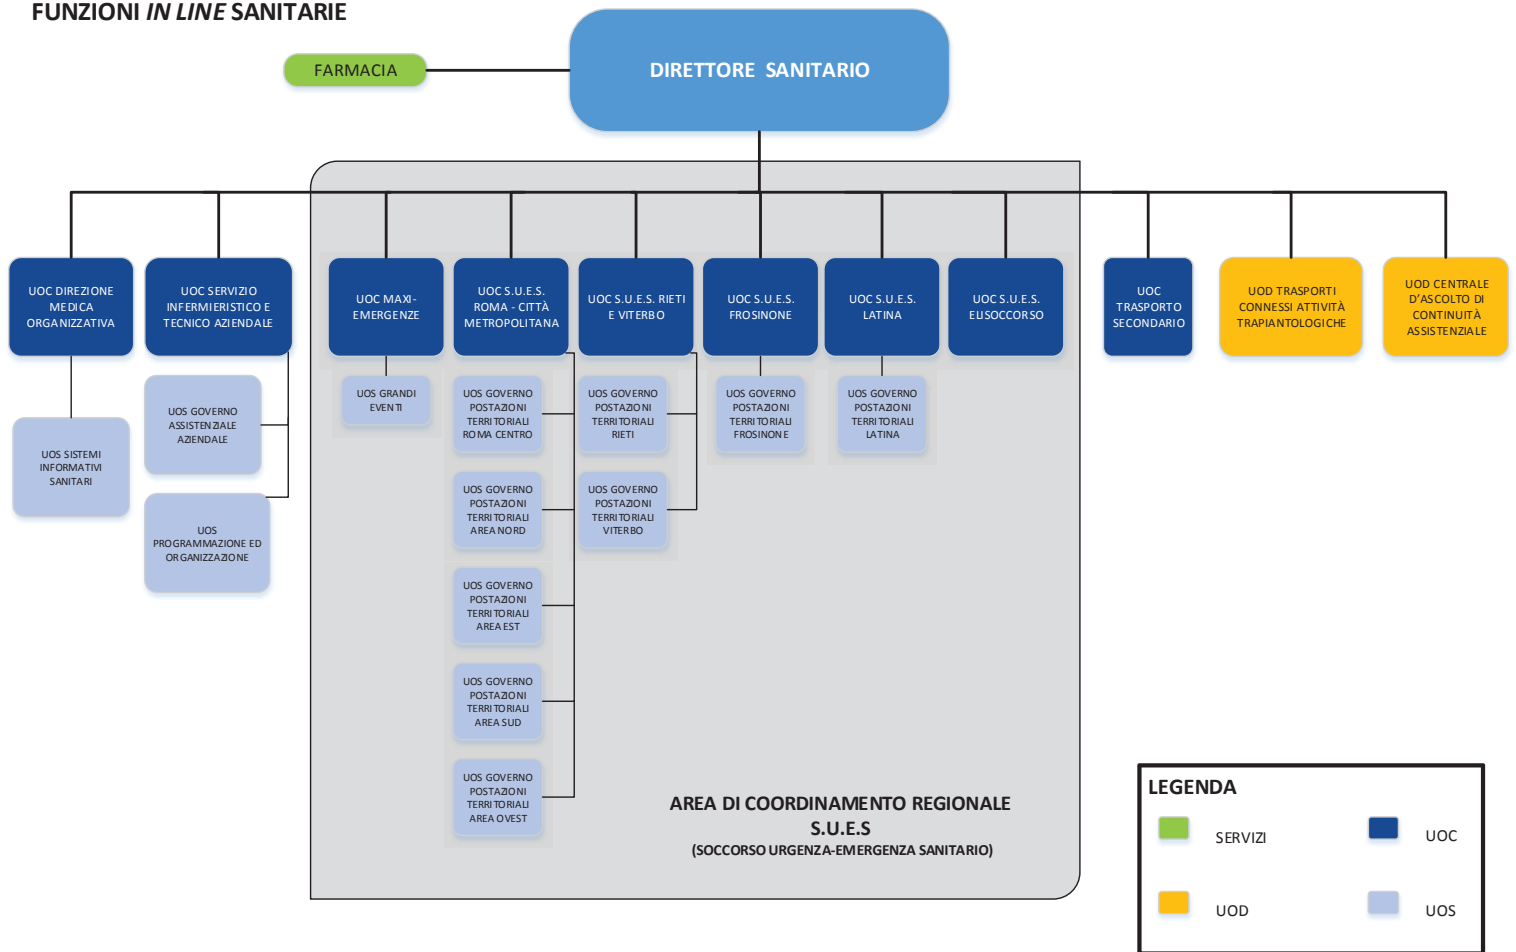 FUNZIONI IN LINE SANITARIE
FARMACIA
DIRETTORE SANITARIO
UOC DIREZIONE
MEDICA
ORGANIZZATIVA
UOC SERVIZIO
INFERMIERISTICO E
TECNICO AZIENDALE
UOC MAXI-
EMERGENZE
UOC S.U.E.S.
ROMA - CITTÀ
METROPOLITANA
UOC S.U.E.S. RIETI
E VITERBO
UOC S.U.E.S.
FROSINONE
UOC S.U.E.S.
LATINA
UOC S.U.E.S.
ELISOCCORSO
UOC
TRASPORTO
SECONDARIO
UOD TRASPORTI
CONNESSI ATTIVITÀ
TRAPIANTOLOGICHE
UOD CENTRALE
D'ASCOLTO DI
CONTINUITÀ
ASSISTENZIALE
UOS SISTEMI
INFORMATIVI
SANITARI
UOS GOVERNO
ASSISTENZIALE
AZIENDALE
UOS
PROGRAMMAZIONE ED
ORGANIZZAZIONE
UOS GRANDI
EVENTI
UOS GOVERNO
POSTAZIONI
TERRITORIALI
ROMA CENTRO
UOS GOVERNO
POSTAZIONI
TERRITORIALI
AREA NORD
UOS GOVERNO
POSTAZIONI
TERRITORIALI
AREA EST
UOS GOVERNO
POSTAZIONI
TERRITORIALI
AREA SUD
UOS GOVERNO
POSTAZIONI
TERRITORIALI
AREA OVEST
UOS GOVERNO
POSTAZIONI
TERRITORIALI
RIETI
UOS GOVERNO
POSTAZIONI
TERRITORIALI
VITERBO
UOS GOVERNO
POSTAZIONI
TERRITORIALI
FROSINONE
UOS GOVERNO
POSTAZIONI
TERRITORIALI
LATINA
AREA DI COORDINAMENTO REGIONALE
S.U.E.S
(SOCCORSO URGENZA-EMERGENZA SANITARIO)
LEGENDA
SERVIZI
UOC
UOD
UOS